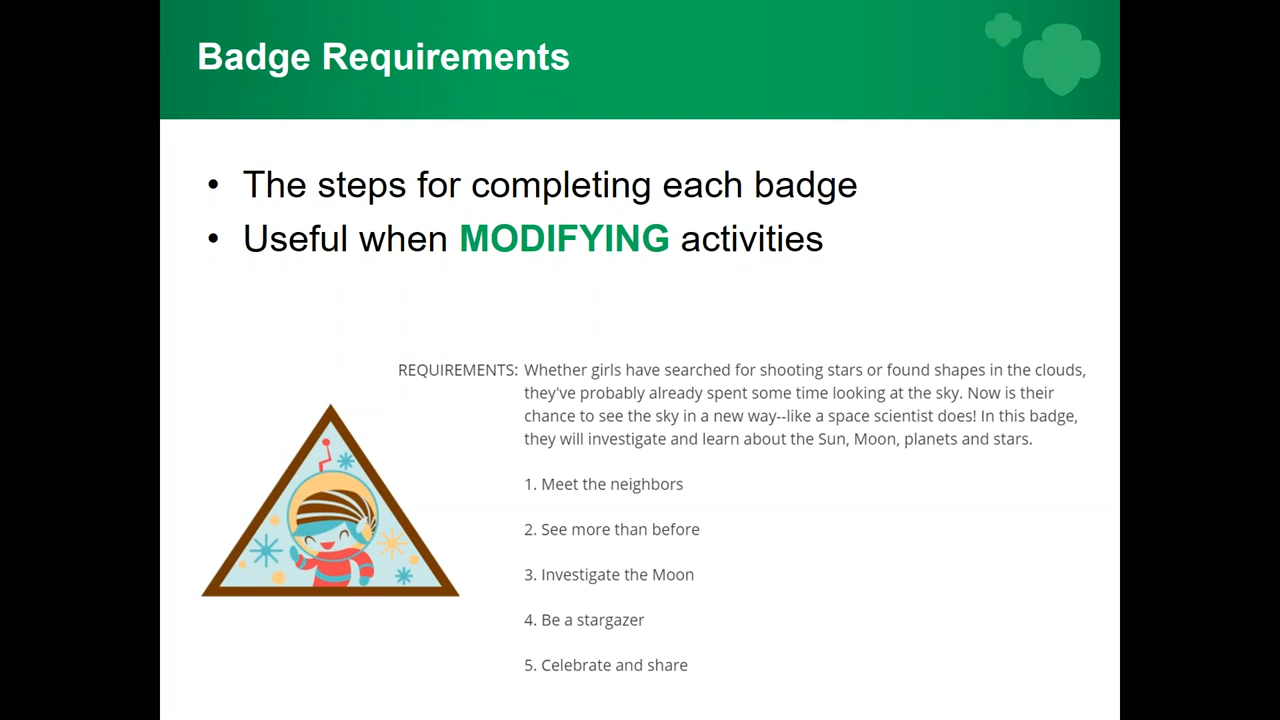 Badge Requirements
• The steps for completing each badge
• Useful when MODIFYING activities
REQUIREMENTS: Whether girls have searched for shooting stars or found shapes in the clouds,
they've probably already spent some time looking at the sky. Now is their
chance to see the sky in a new way--like a space scientist does! In this badge,
they will investigate and learn about the Sun, Moon, planets and stars.
1. Meet the neighbors
2. See more than before
3. Investigate the Moon
4. Be a stargazer
5. Celebrate and share